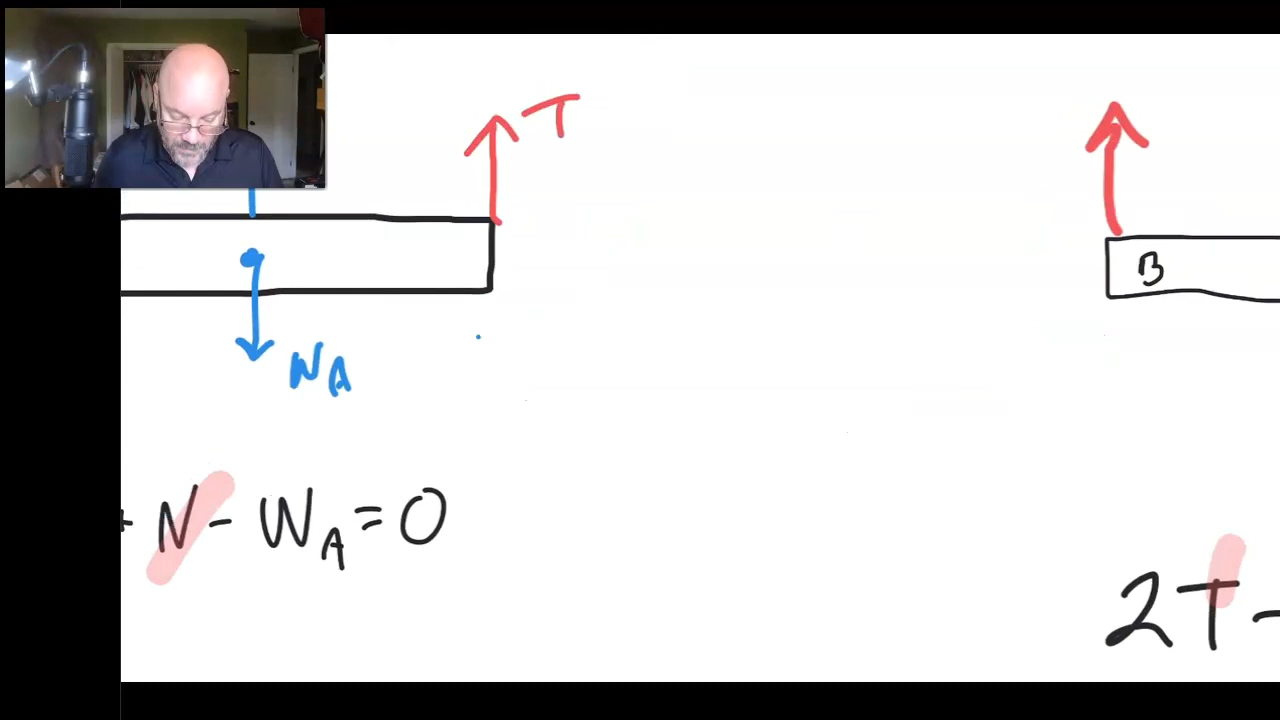 T
B
W_A
+ N - W_A = 0
2T -